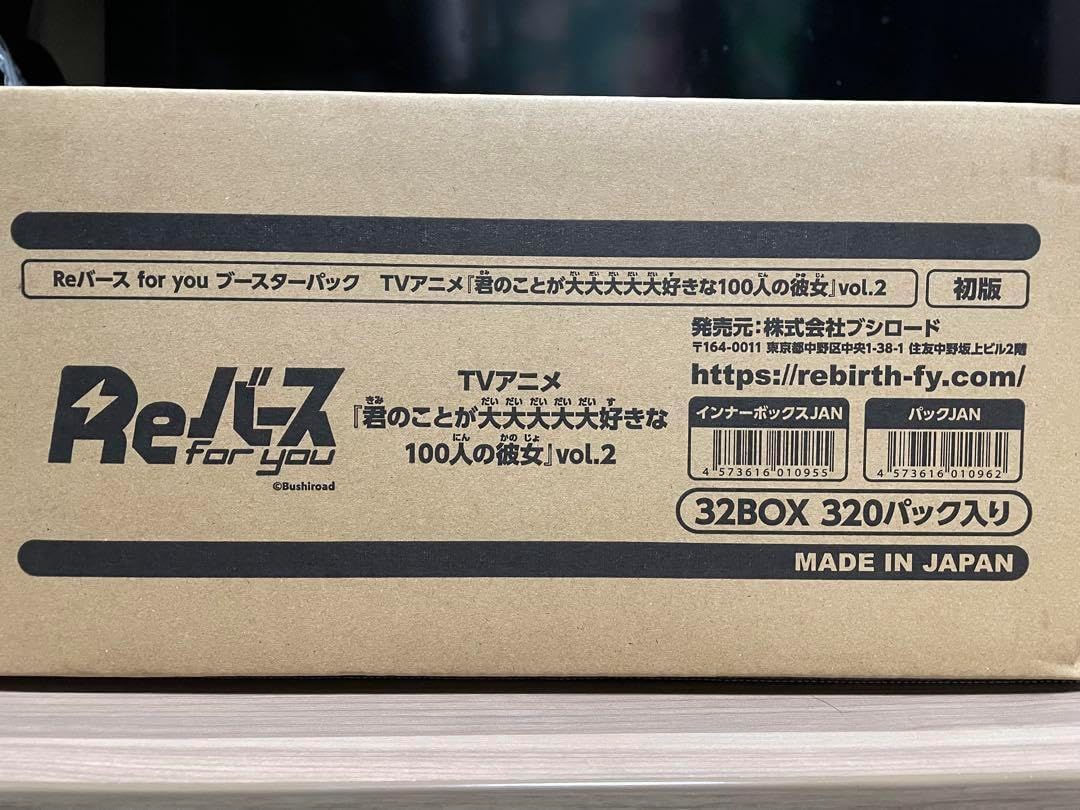 Reバース for you ブースターパック TVアニメ『君のことが大大大大大好きな100人の彼女』vol.2
初版
発売元:株式会社ブシロード
〒164-0011 東京都中野区中央1-38-1 住友中野坂上ビル2階
https://rebirth-fy.com/
Reバース
for you
©Bushiroad
TVアニメ
『君のことが大大大大大好きな
100人の彼女』vol.2
インナーボックスJAN
4 573616 010955
パックJAN
4 573616 010962
32BOX 320パック入り
MADE IN JAPAN